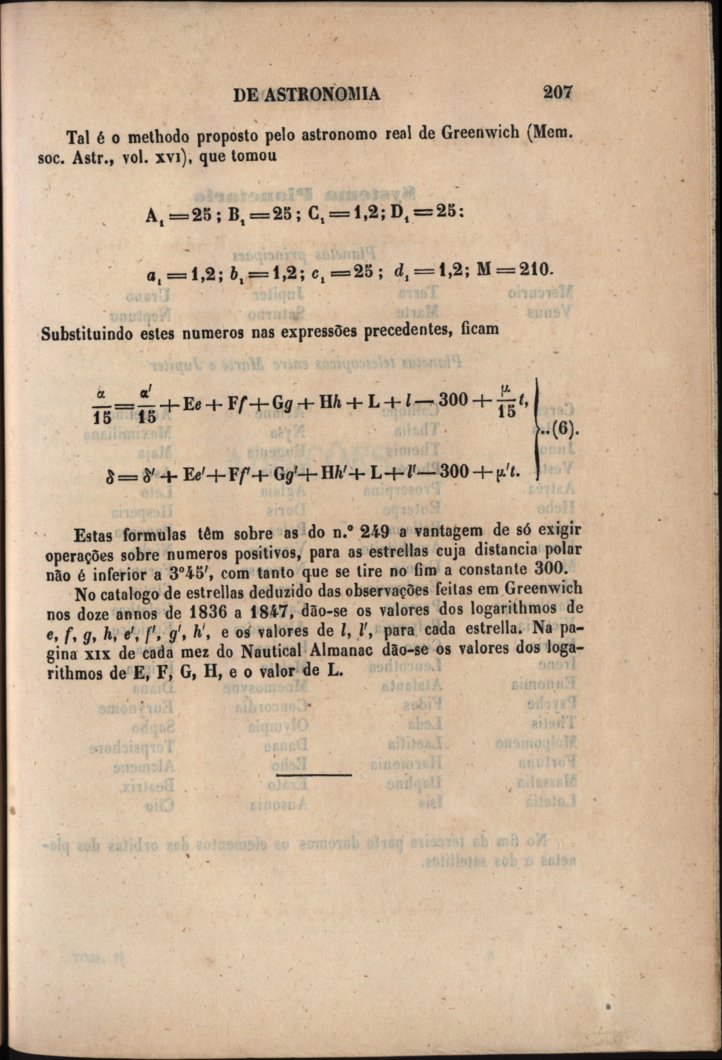 DE ASTRONOMIA 207
Tal é o methodo proposto pelo astronomo real de Greenwich (Mem.
soc. Astr., vol. XVI), que tomou
A₁ = 25 ; B₁ = 25 ; C₁ = 1,2; D₁ = 25:
a₁ = 1,2; b₁ = 1,2; c₁ = 25 ; d₁ = 1,2; M = 210.
Substituindo estes numeros nas expressões precedentes, ficam
α/15 = α'/15 + Ee + Ff + Gg + Hh + L + l — 300 + μ/15 t,
..(6).
δ = δ' + Ee' + Ff' + Gg' + Hh' + L + l' — 300 + μ't.
Estas formulas têm sobre as do n.º 249 a vantagem de só exigir
operações sobre numeros positivos, para as estrellas cuja distancia polar
não é inferior a 3°45', com tanto que se tire no fim a constante 300.
No catalogo de estrellas deduzido das observações feitas em Greenwich
nos doze annos de 1836 a 1847, dão-se os valores dos logarithmos de
e, f, g, h, e', f', g', h', e os valores de l, l', para cada estrella. Na pa-
gina XIX de cada mez do Nautical Almanac dão-se os valores dos loga-
rithmos de E, F, G, H, e o valor de L.